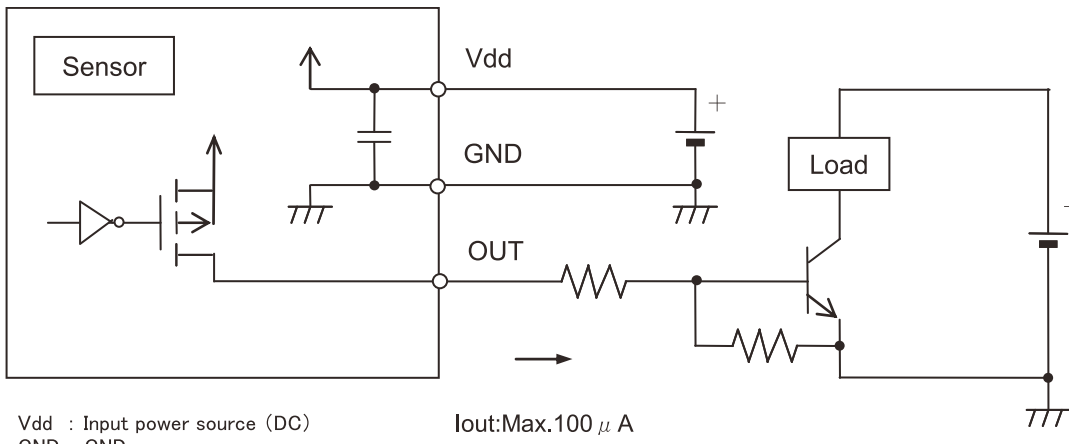 Sensor
Vdd
+
GND
Load
OUT
Vdd : Input power source (DC)
Iout:Max.100 μ A